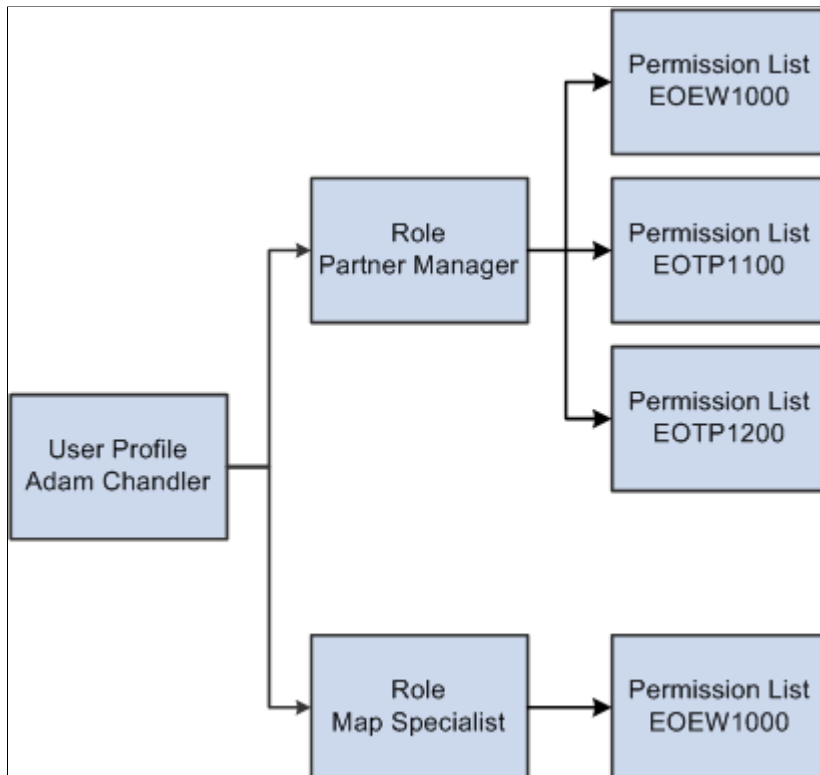 Permission List
EOEW1000
Role
Partner Manager
Permission List
EOTP1100
Permission List
EOTP1200
User Profile
Adam Chandler
Role
Map Specialist
Permission List
EOEW1000